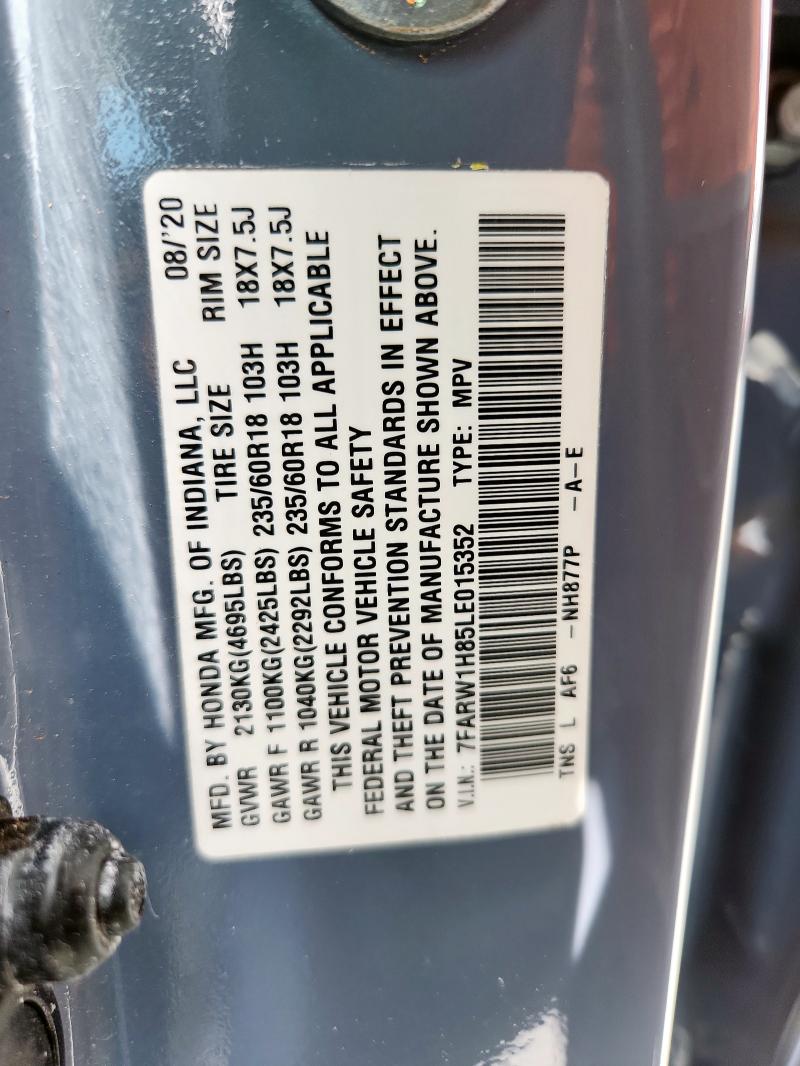 MFD. BY HONDA MFG. OF INDIANA, LLC 08/'20
GVWR 2130KG(4695LBS) TIRE SIZE RIM SIZE
GAWR F 1100KG(2425LBS) 235/60R18 103H 18X7.5J
GAWR R 1040KG(2292LBS) 235/60R18 103H 18X7.5J
THIS VEHICLE CONFORMS TO ALL APPLICABLE
FEDERAL MOTOR VEHICLE SAFETY
AND THEFT PREVENTION STANDARDS IN EFFECT
ON THE DATE OF MANUFACTURE SHOWN ABOVE.
V.I.N.: 7FARW1H85LE015352 TYPE: MPV
TNS L AF6 -NH877P -A-E